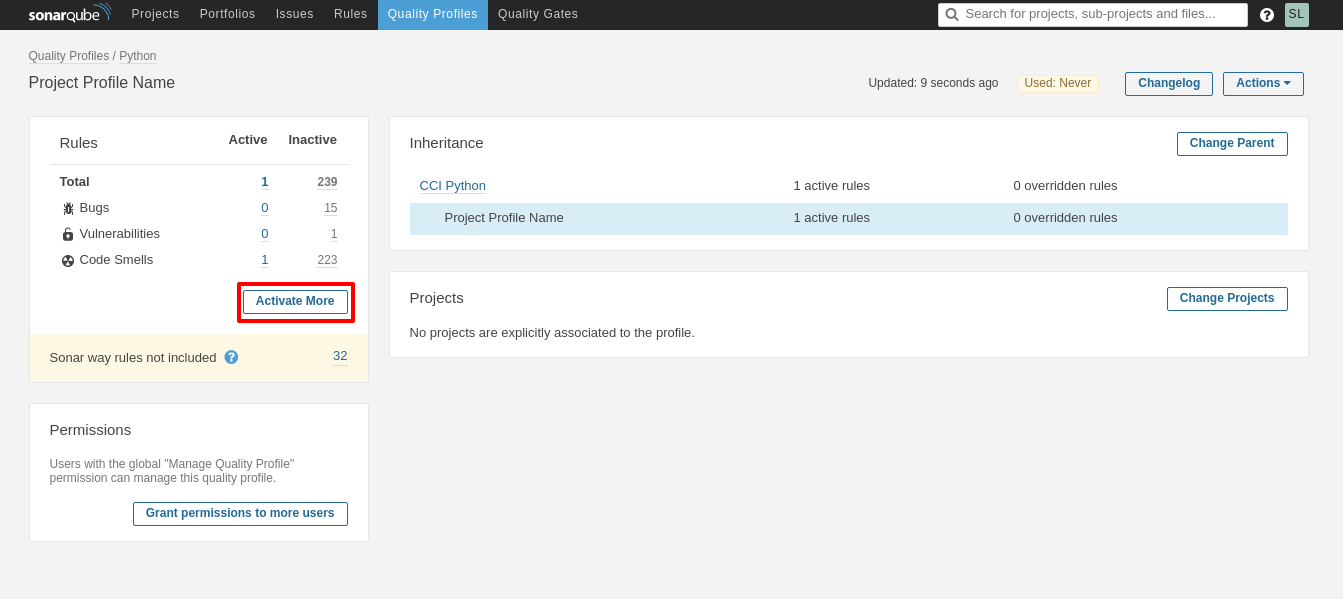 sonarqube Projects Portfolios Issues Rules Quality Profiles Quality Gates Search for projects, sub-projects and files... ? SL
Quality Profiles / Python
Project Profile Name Updated: 9 seconds ago Used: Never Changelog Actions
Rules Active Inactive
Total 1 239
Bugs 0 15
Vulnerabilities 0 1
Code Smells 1 223
Activate More
Sonar way rules not included ? 32
Permissions
Users with the global "Manage Quality Profile"
permission can manage this quality profile.
Grant permissions to more users
Inheritance Change Parent
CCI Python 1 active rules 0 overridden rules
Project Profile Name 1 active rules 0 overridden rules
Projects Change Projects
No projects are explicitly associated to the profile.